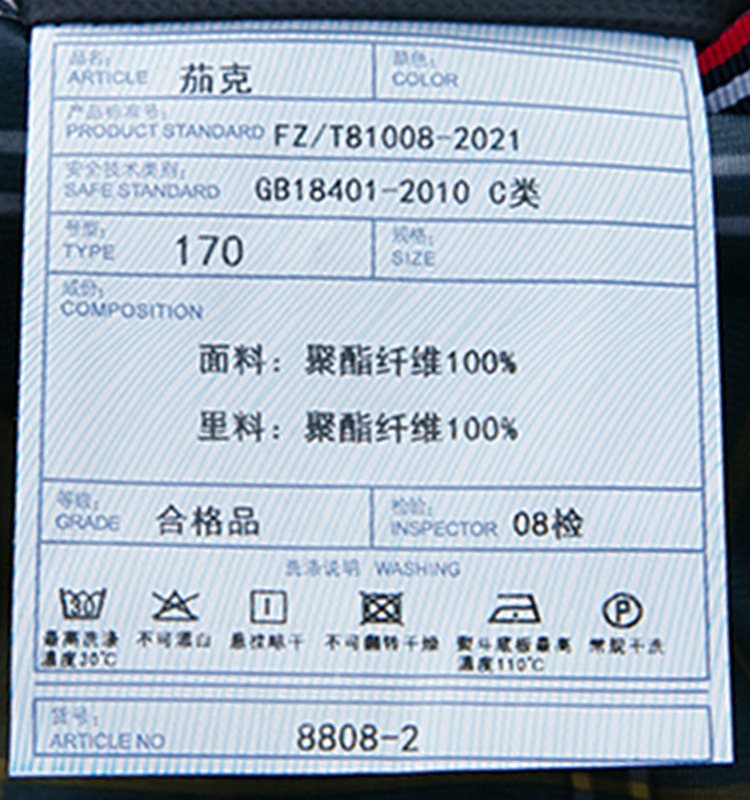 品名:
ARTICLE 茄克
颜色:
COLOR
产品标准号:
PRODUCT STANDARD FZ/T81008-2021
安全技术类别:
SAFE STANDARD GB18401-2010 C类
号型:
TYPE 170
规格:
SIZE
成份:
COMPOSITION
面料: 聚酯纤维100%
里料: 聚酯纤维100%
等级:
GRADE 合格品
检验:
INSPECTOR 08检
洗涤说明 WASHING
30 P
最高洗涤温度30℃
不可漂白
悬挂晾干
不可翻转干燥
熨斗底板最高温度110℃
常规干洗
货号:
ARTICLE NO 8808-2